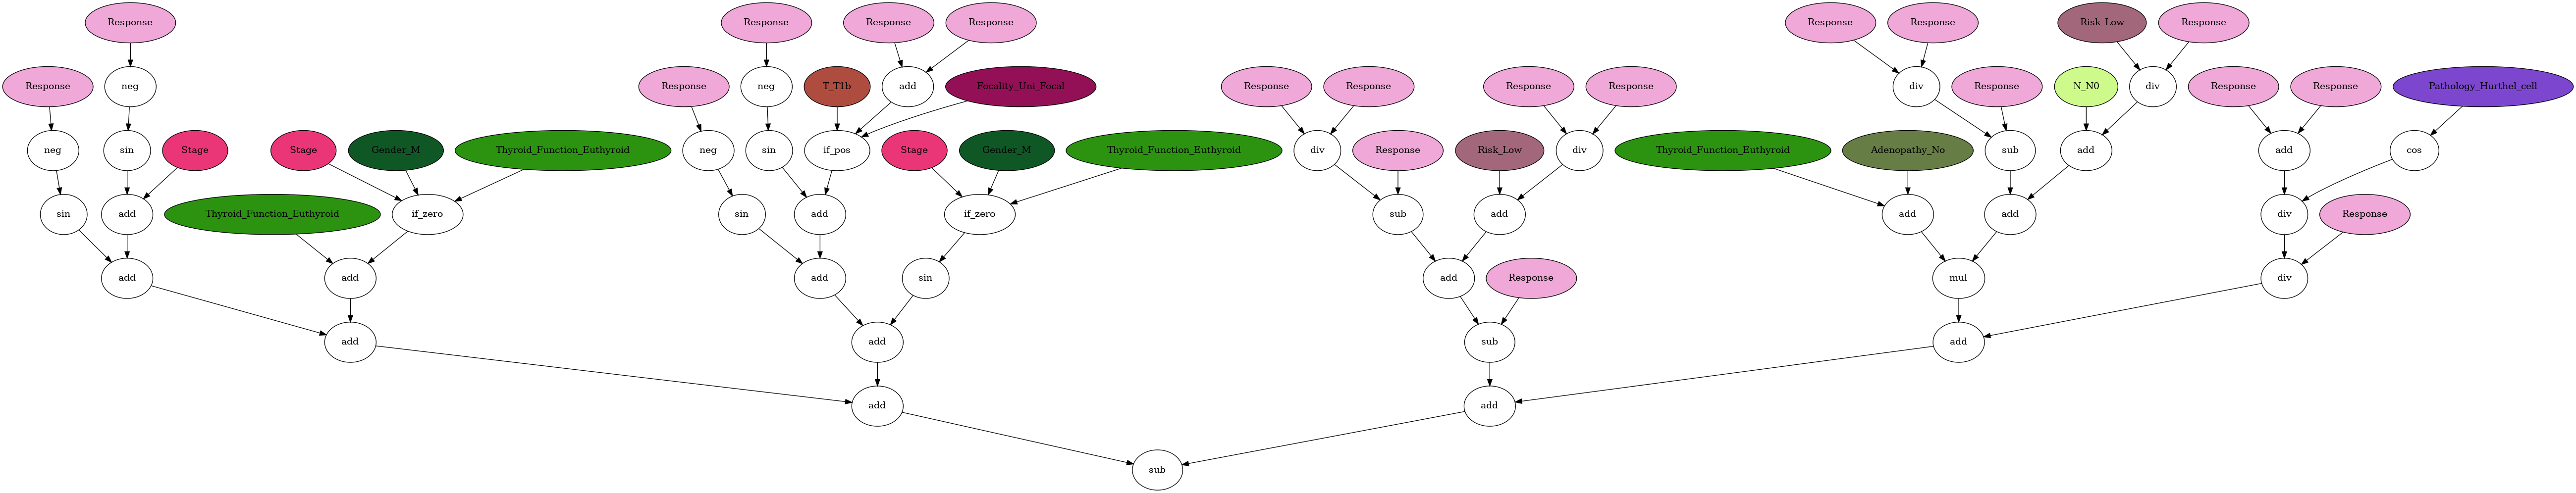 Response Response Response Response Response Response Risk_Low Response
Response neg neg T_T1b add Focality_Uni_Focal Response Response Response Response div Response N_N0 div Response Response Pathology_Hurthel_cell
Response
neg sin Stage Stage Gender_M Thyroid_Function_Euthyroid neg sin if_pos Stage Gender_M Thyroid_Function_Euthyroid div Response Risk_Low div Thyroid_Function_Euthyroid Adenopathy_No sub add add cos
sin add Thyroid_Function_Euthyroid if_zero sin add if_zero sub add add add div Response
add add add sin add Response mul div
add add sub add
add add
sub